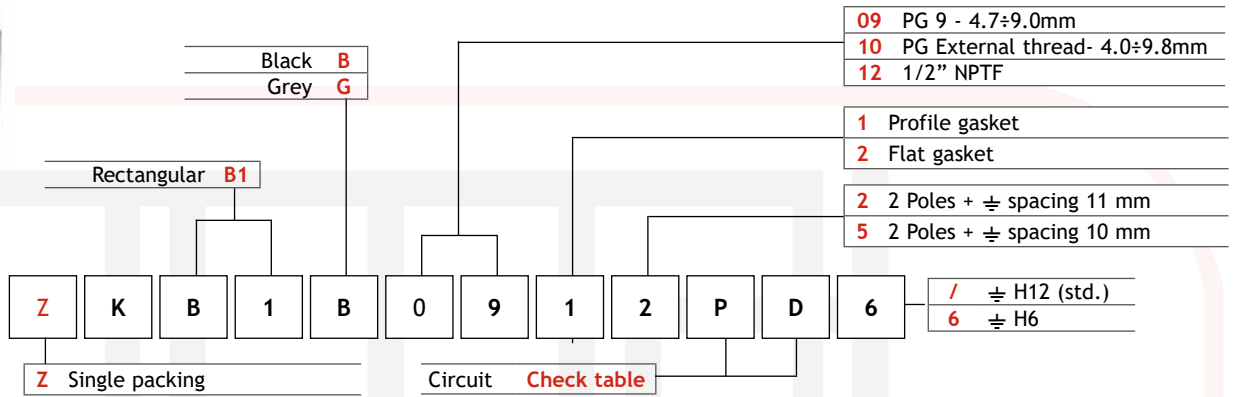 09 PG 9 - 4.7÷9.0mm
10 PG External thread- 4.0÷9.8mm
12 1/2” NPTF
Black B
Grey G
1 Profile gasket
2 Flat gasket
Rectangular B1
2 2 Poles + ⏚ spacing 11 mm
5 2 Poles + ⏚ spacing 10 mm
Z K B 1 B 0 9 1 2 P D 6
/ ⏚ H12 (std.)
6 ⏚ H6
Z Single packing
Circuit Check table